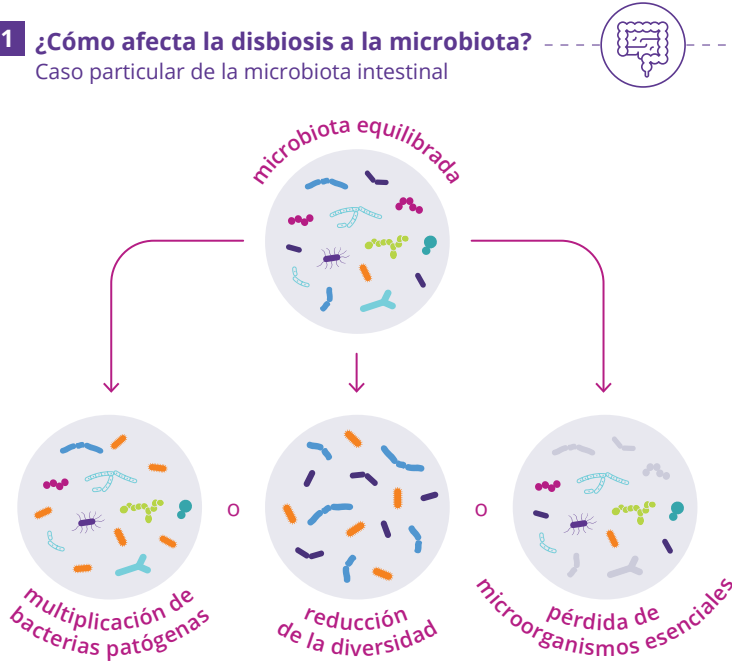 1 ¿Cómo afecta la disbiosis a la microbiota?
Caso particular de la microbiota intestinal
microbiota equilibrada
o
o
multiplicación de
bacterias patógenas
reducción
de la diversidad
pérdida de
microorganismos esenciales